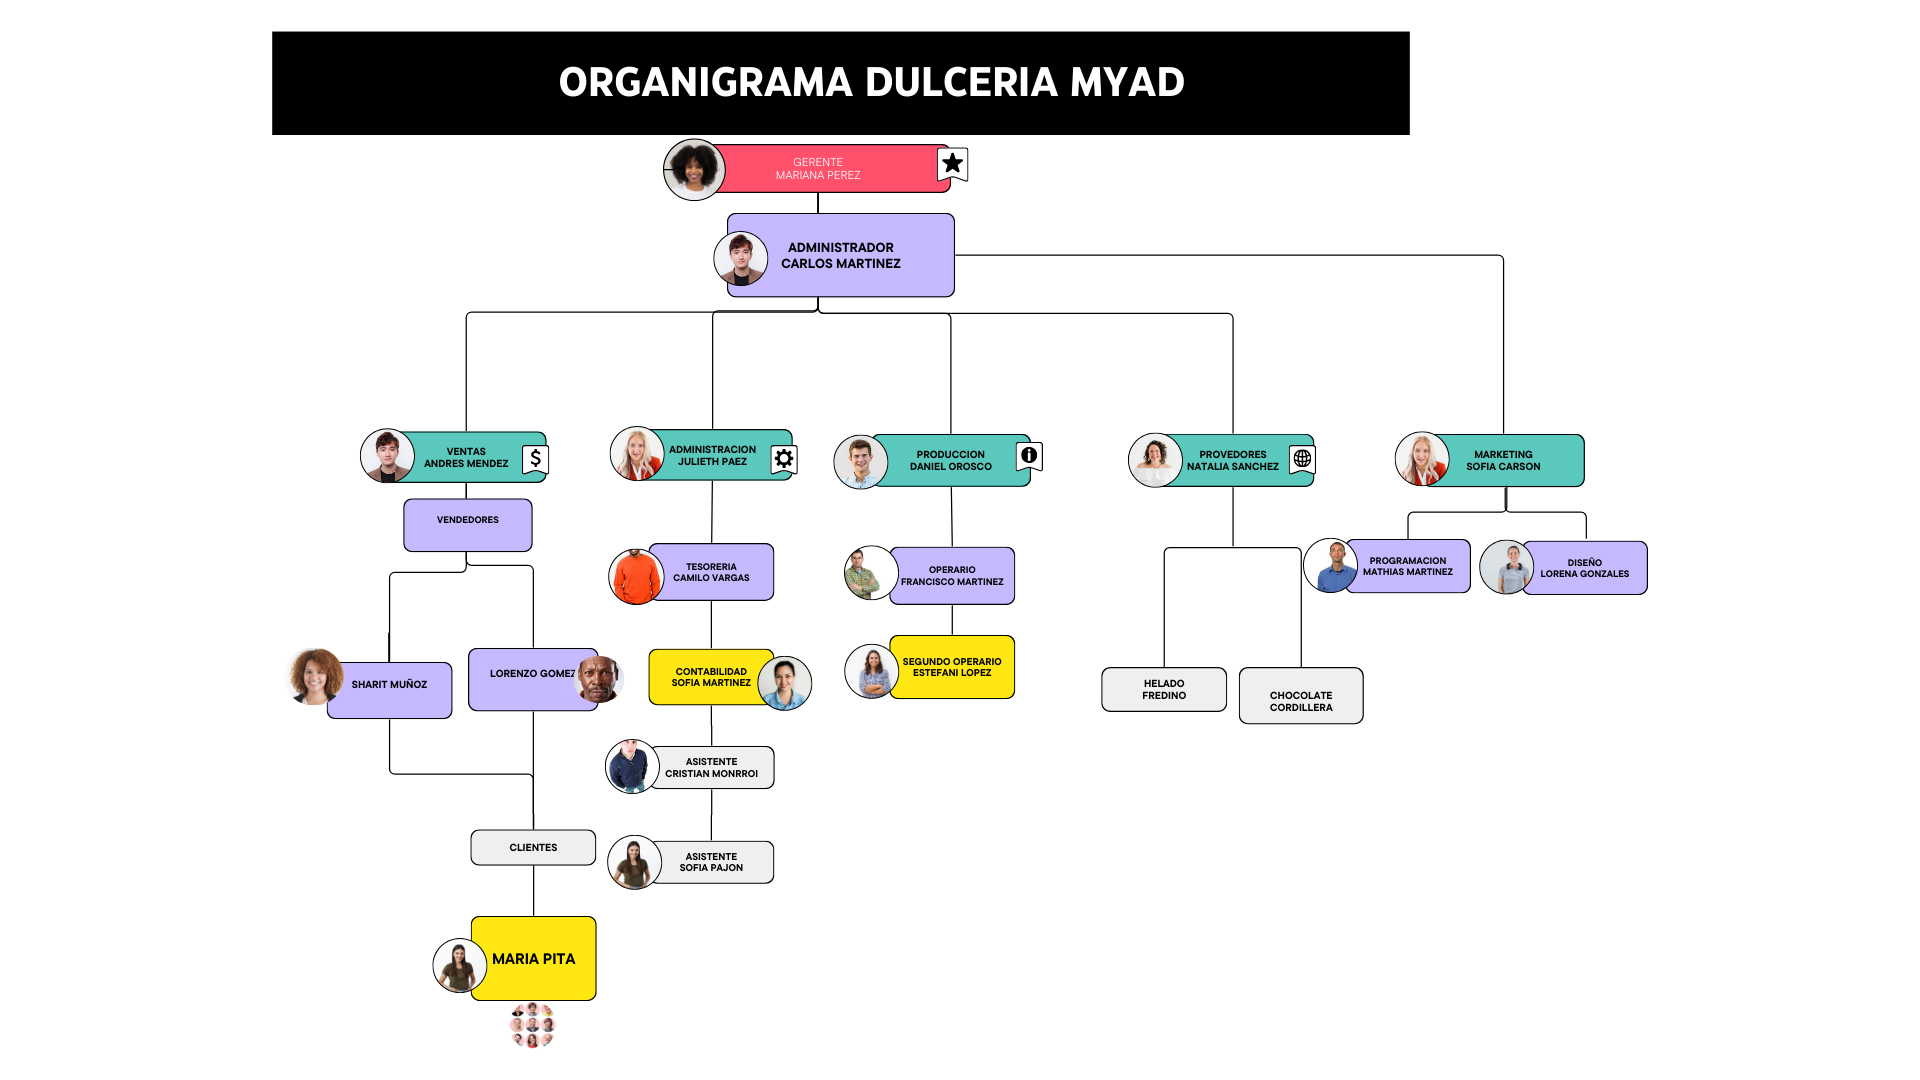 ORGANIGRAMA DULCERIA MYAD
GERENTE
MARIANA PEREZ
ADMINISTRADOR
CARLOS MARTINEZ
VENTAS
ANDRES MENDEZ
$
ADMINISTRACION
JULIETH PAEZ
PRODUCCION
DANIEL OROSCO
PROVEDORES
NATALIA SANCHEZ
MARKETING
SOFIA CARSON
VENDEDORES
TESORERIA
CAMILO VARGAS
OPERARIO
FRANCISCO MARTINEZ
PROGRAMACION
MATHIAS MARTINEZ
DISEÑO
LORENA GONZALES
SHARIT MUÑOZ
LORENZO GOMEZ
CONTABILIDAD
SOFIA MARTINEZ
SEGUNDO OPERARIO
ESTEFANI LOPEZ
HELADO
FREDINO
CHOCOLATE
CORDILLERA
ASISTENTE
CRISTIAN MONRROI
CLIENTES
ASISTENTE
SOFIA PAJON
MARIA PITA